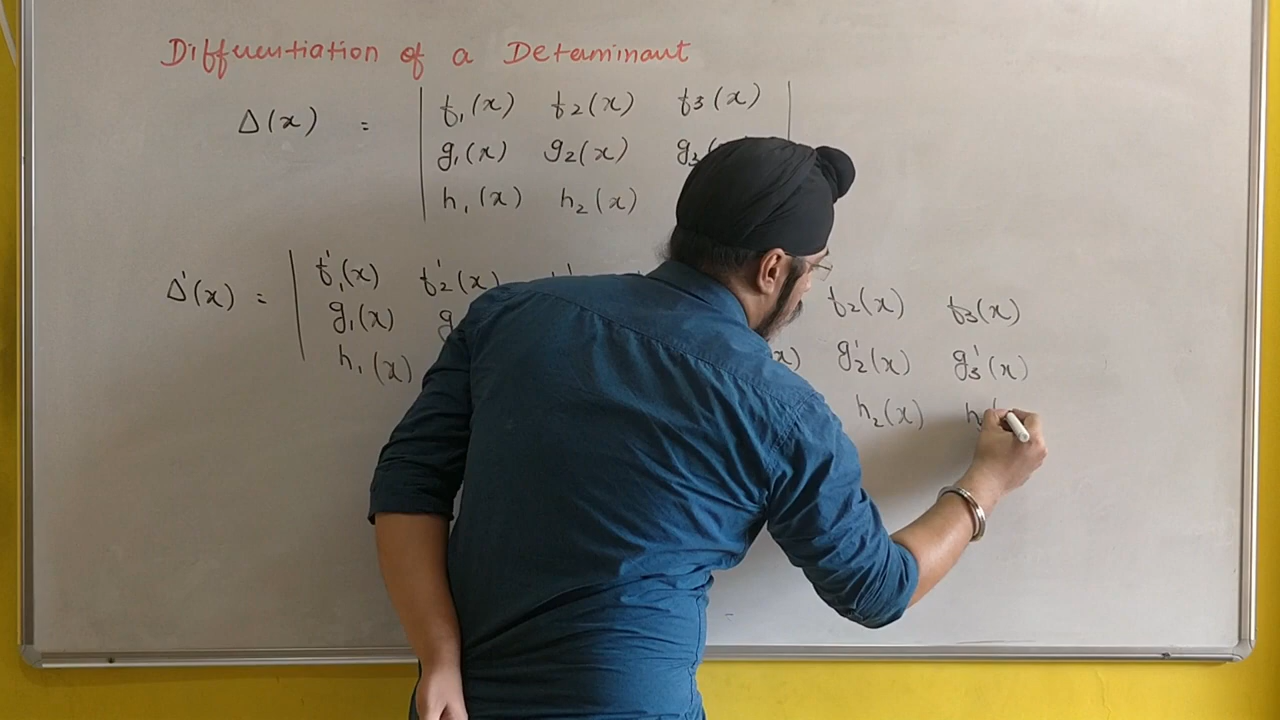 Differentiation of a Determinant
Δ(x) = f₁(x) f₂(x) f3(x)
g₁(x) g₂(x) g₃(
h₁(x) h₂(x)
Δ'(x) = f₁'(x) f₂'(x) f₂(x) f₃(x)
g₁(x) g x) g₂'(x) g₃'(x)
h₁(x) h₂(x) h₃(